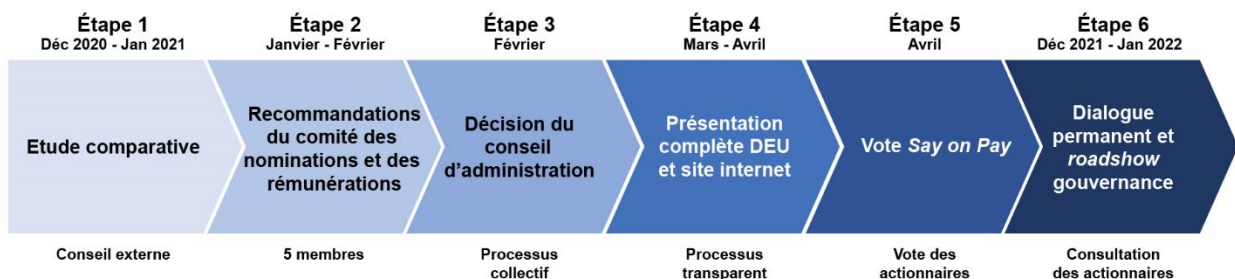 Étape 1
Déc 2020 - Jan 2021
Etude comparative
Conseil externe
Étape 2
Janvier - Février
Recommandations
du comité des
nominations et des
rémunérations
5 membres
Étape 3
Février
Décision du
conseil
d'administration
Processus
collectif
Étape 4
Mars - Avril
Présentation
complète DEU
et site internet
Processus
transparent
Étape 5
Avril
Vote Say on Pay
Vote des
actionnaires
Étape 6
Déc 2021 - Jan 2022
Dialogue
permanent et
roadshow
gouvernance
Consultation
des actionnaires